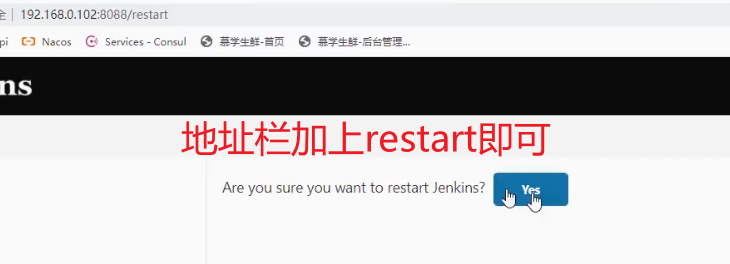 全 | 192.168.0.102:8088/restart
pi Nacos Services - Consul 慕学生鲜-首页 慕学生鲜-后台管理...
ns
地址栏加上restart即可
Are you sure you want to restart Jenkins? Yes